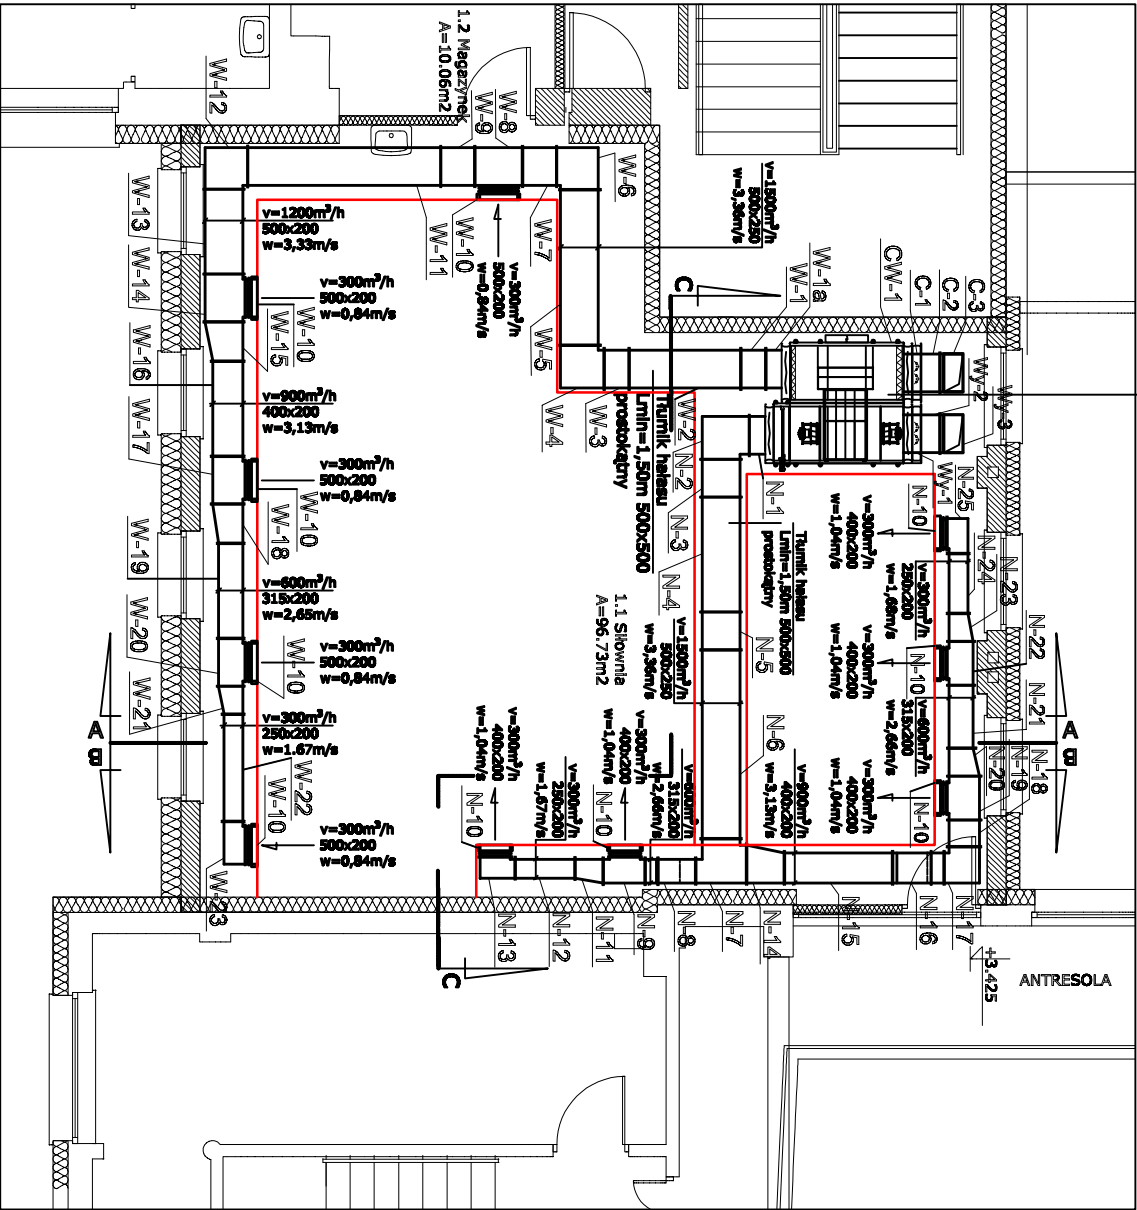 1.2 Magazynek
A=10.06m2
W-12
W-9
W-8
W-6
v=1500m³/h
500x250
w=3,36m/s
W-13
W-14
W-16
W-17
W-19
W-20
W-21
W-23
v=1200m³/h
500x200
w=3,33m/s
v=300m³/h
500x200
w=0,84m/s
W-10
W-15
v=900m³/h
400x200
w=3,13m/s
v=300m³/h
500x200
w=0,84m/s
W-10
W-18
v=600m³/h
315x200
w=2,65m/s
v=300m³/h
500x200
w=0,84m/s
W-10
v=300m³/h
250x200
w=1.67m/s
W-22
W-10
v=300m³/h
500x200
w=0,84m/s
W-11
W-10
W-7
v=300m³/h
500x200
w=0,84m/s
W-5
W-4
W-3
W-2
W-1
W-1a
CW-1
C-1
C-2
C-3
Wy-2
Wy-3
Wy-1
C
Tłumik hałasu
Lmin=1,50m 500x500
prostokątny
N-2
N-3
N-4
N-1
Tłumik hałasu
Lmin=1,50m 500x500
prostokątny
N-5
N-6
1.1 Siłownia
A=96.73m2
v=1500m³/h
500x250
w=3,36m/s
N-25
N-10
N-24
N-23
N-22
N-21
N-20
N-19
N-18
v=300m³/h
400x200
w=1,04m/s
v=300m³/h
250x200
w=1,68m/s
v=300m³/h
400x200
w=1,04m/s
N-10
v=600m³/h
315x200
w=2,66m/s
v=300m³/h
400x200
w=1,04m/s
N-10
v=900m³/h
400x200
w=3,13m/s
v=600m³/h
315x200
w=2,66m/s
v=300m³/h
400x200
w=1,04m/s
N-10
v=300m³/h
250x200
w=1,67m/s
v=300m³/h
400x200
w=1,04m/s
N-10
A
B
A
B
C
N-13
N-12
N-11
N-9
N-8
N-7
N-14
N-15
N-16
N-17
+3.425
ANTRESOLA